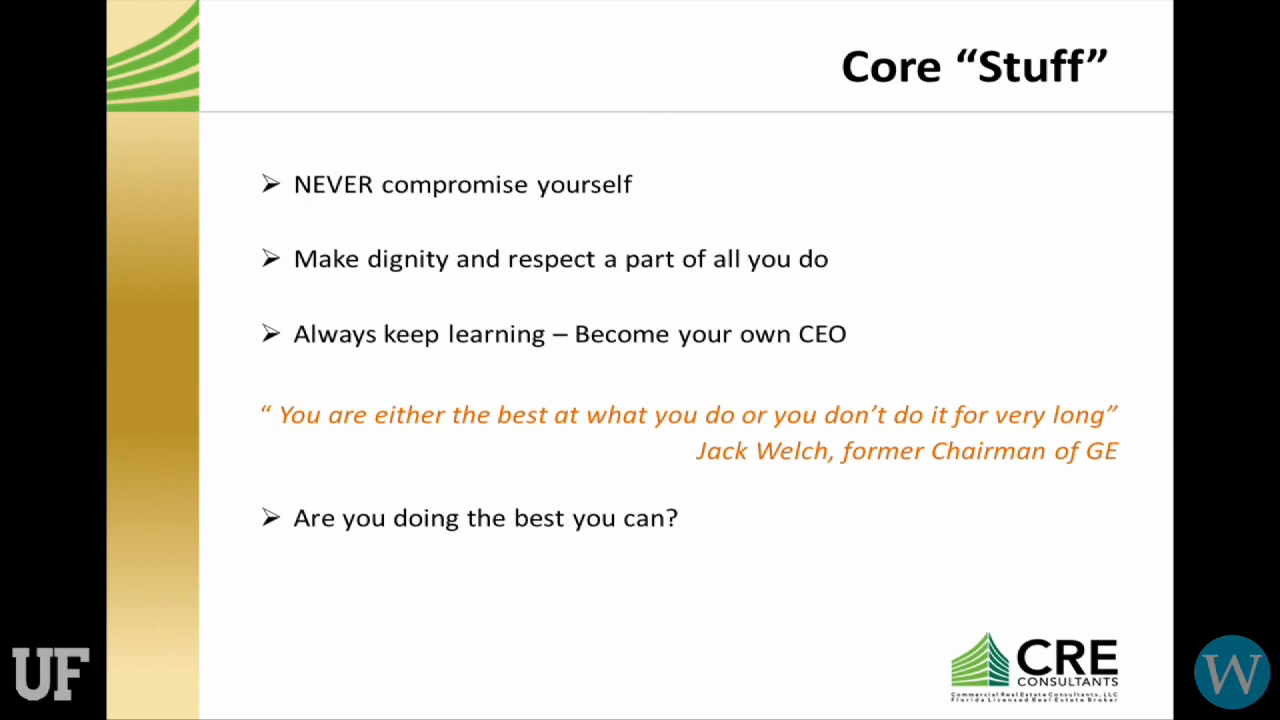 Core “Stuff”
➢ NEVER compromise yourself
➢ Make dignity and respect a part of all you do
➢ Always keep learning – Become your own CEO
“ You are either the best at what you do or you don’t do it for very long”
Jack Welch, former Chairman of GE
➢ Are you doing the best you can?
CRE
CONSULTANTS
Commercial Real Estate Consultants, LLC
Florida Licensed Real Estate Broker
UF
W